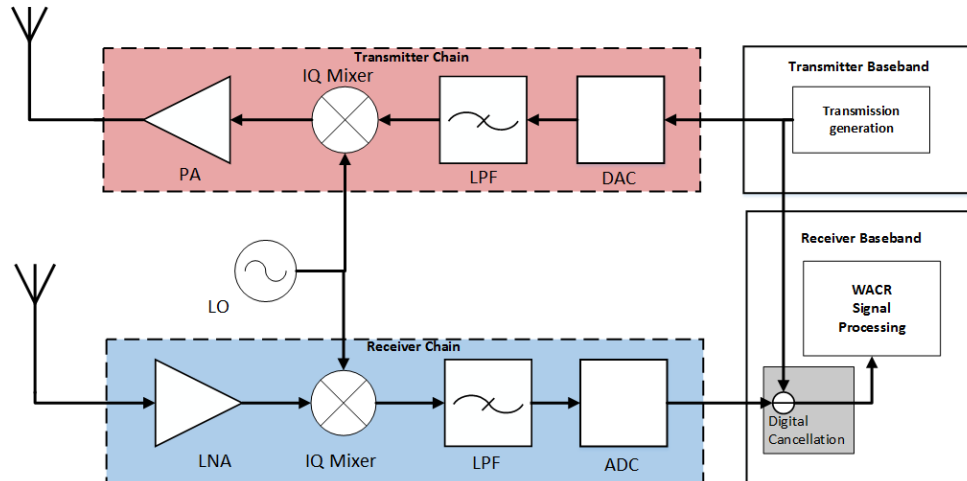 Transmitter Chain
IQ Mixer
PA
LPF
DAC
Transmitter Baseband
Transmission
generation
LO
Receiver Chain
LNA
IQ Mixer
LPF
ADC
Receiver Baseband
WACR
Signal
Processing
Digital
Cancellation